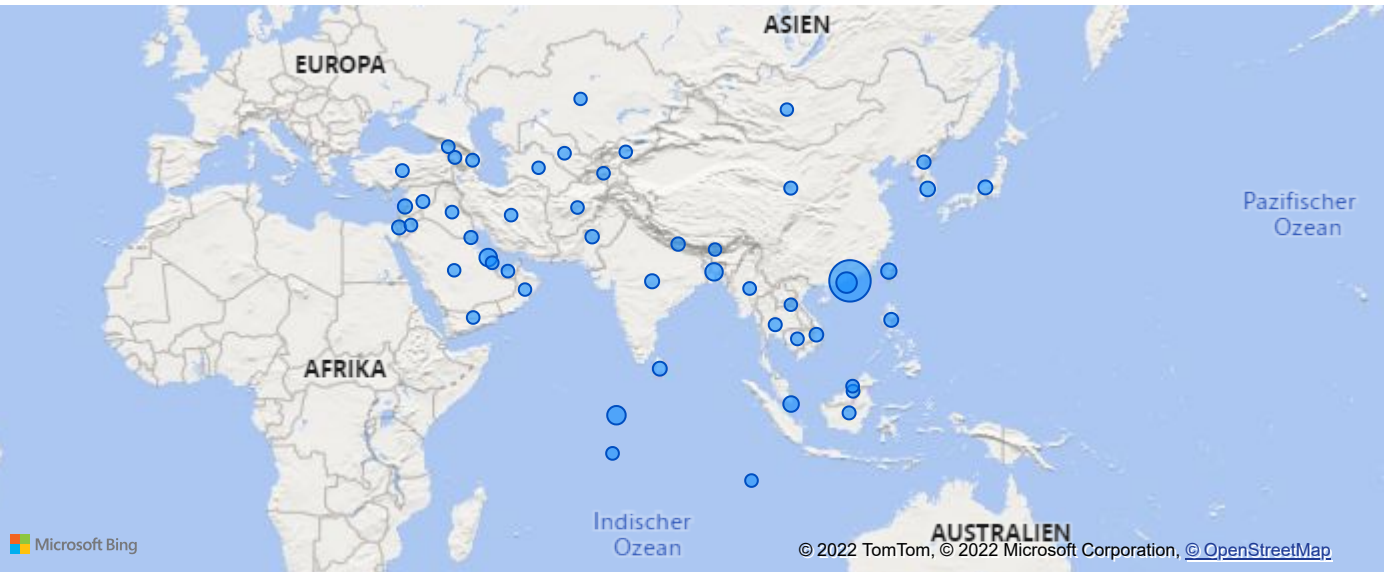 ASIEN
EUROPA
Pazifischer
Ozean
AFRIKA
Indischer
Ozean
AUSTRALIEN
Microsoft Bing
© 2022 TomTom, © 2022 Microsoft Corporation, © OpenStreetMap